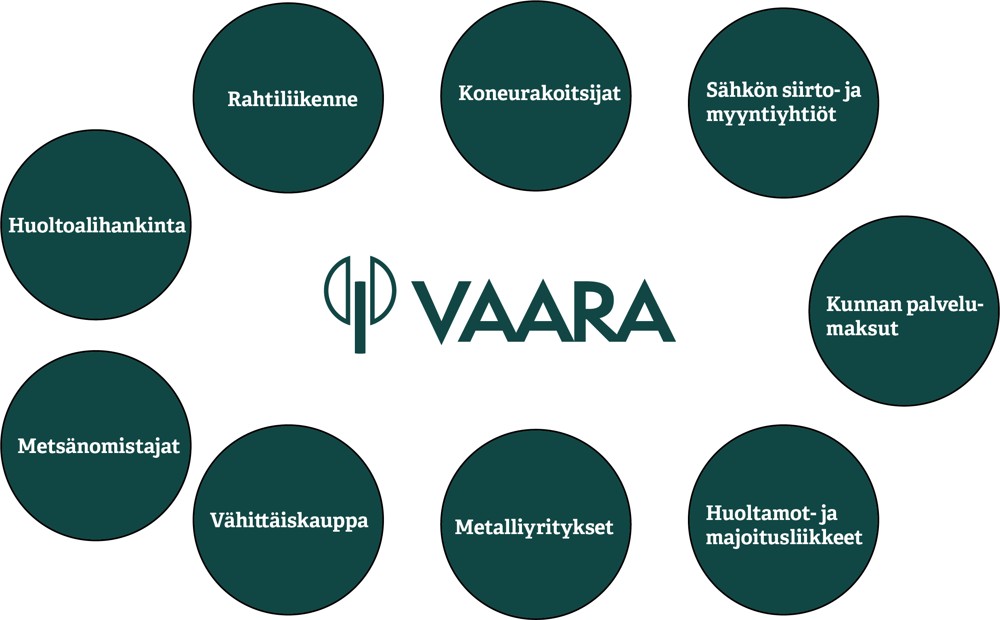 Rahtiliikenne
Koneurakoitsijat
Sähkön siirto- ja
myyntiyhtiöt
Huoltoalihankinta
VAARA
Kunnan palvelu-
maksut
Metsänomistajat
Vähittäiskauppa
Metalliyritykset
Huoltamot- ja
majoitusliikkeet